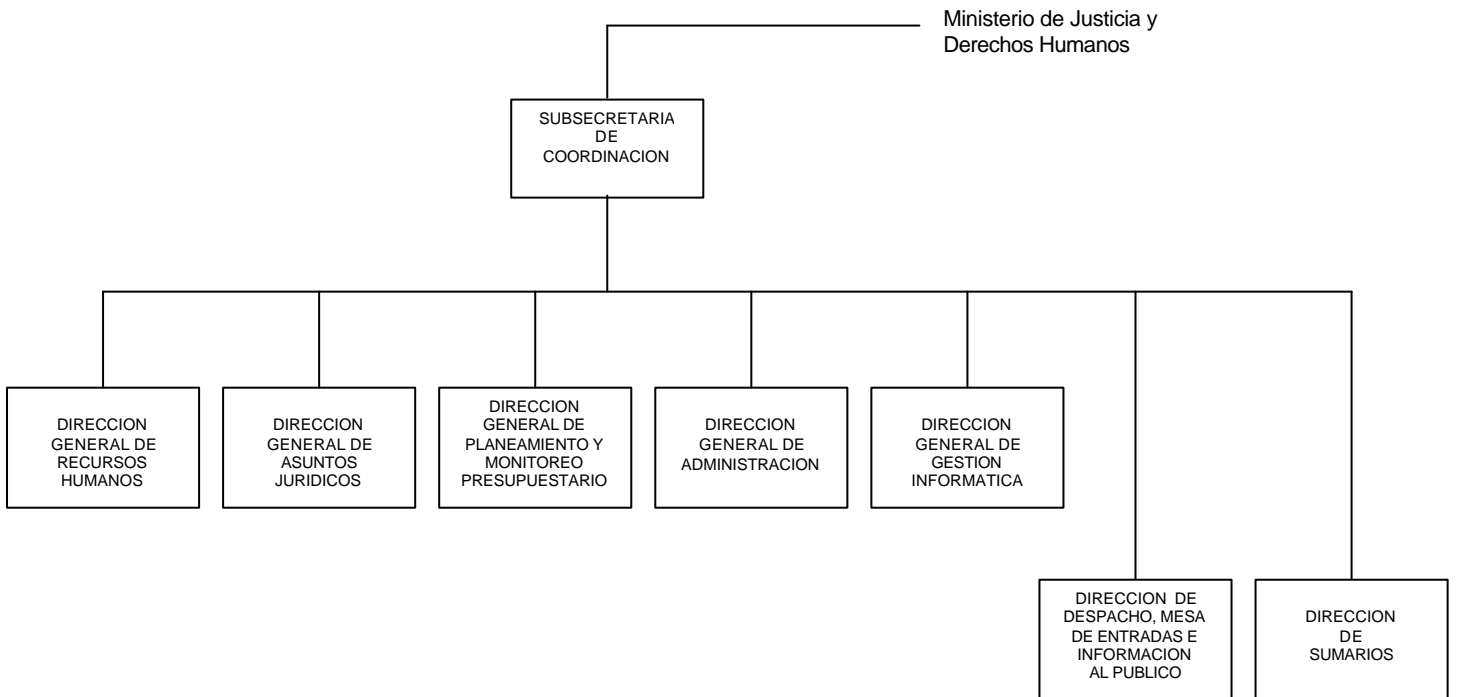 Ministerio de Justicia y
Derechos Humanos
SUBSECRETARIA
DE
COORDINACION
DIRECCION
GENERAL DE
RECURSOS
HUMANOS
DIRECCION
GENERAL DE
ASUNTOS
JURIDICOS
DIRECCION
GENERAL DE
PLANEAMIENTO Y
MONITOREO
PRESUPUESTARIO
DIRECCION
GENERAL DE
ADMINISTRACION
DIRECCION
GENERAL DE
GESTION
INFORMATICA
DIRECCION DE
DESPACHO, MESA
DE ENTRADAS E
INFORMACION
AL PUBLICO
DIRECCION
DE
SUMARIOS